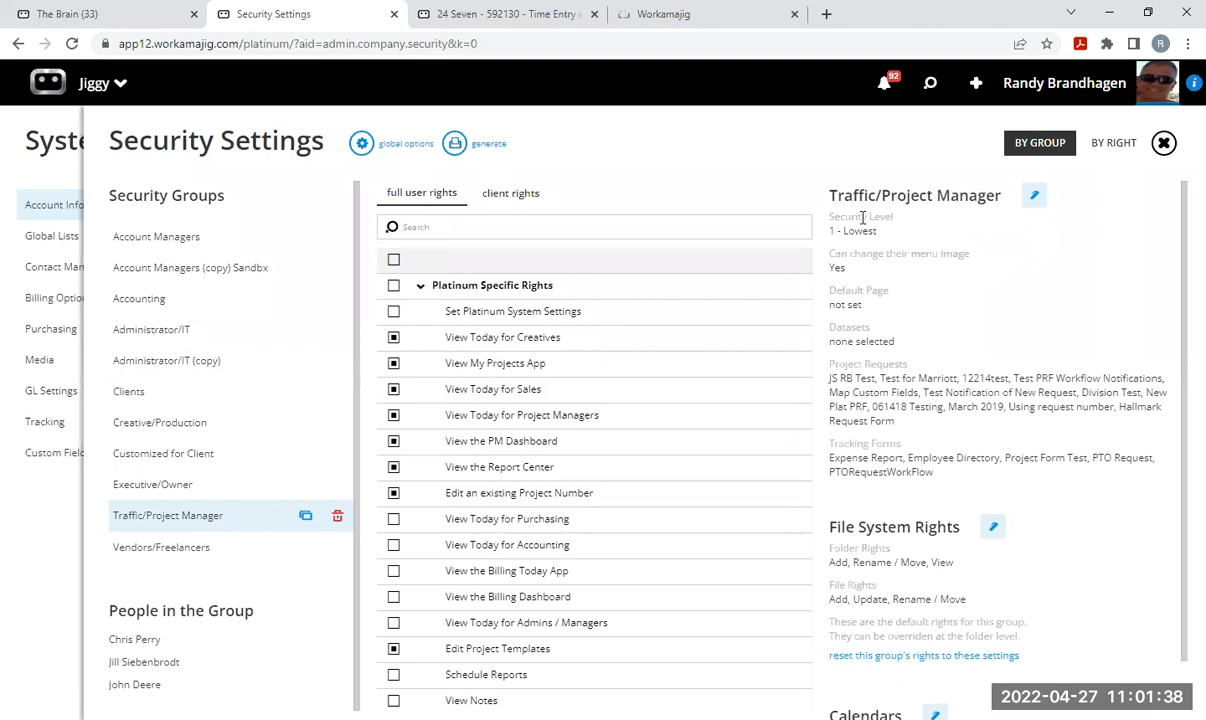 The Brain (33)
Security Settings
24 Seven - 592130 - Time Entry
Workamajig
app12.workamajig.com/platinum/?aid=admin.company.security&k=0
R
Jiggy
92
Randy Brandhagen
i
Syste
Security Settings
global options
generate
BY GROUP
BY RIGHT
Account Info
Global Lists
Contact Man
Billing Option
Purchasing
Media
GL Settings
Tracking
Custom Field
Security Groups
Account Managers
Account Managers (copy) Sandbx
Accounting
Administrator/IT
Administrator/IT (copy)
Clients
Creative/Production
Customized for Client
Executive/Owner
Traffic/Project Manager
Vendors/Freelancers
People in the Group
Chris Perry
Jill Siebenbrodt
John Deere
full user rights
client rights
Search
Platinum Specific Rights
Set Platinum System Settings
View Today for Creatives
View My Projects App
View Today for Sales
View Today for Project Managers
View the PM Dashboard
View the Report Center
Edit an existing Project Number
View Today for Purchasing
View Today for Accounting
View the Billing Today App
View the Billing Dashboard
View Today for Admins / Managers
Edit Project Templates
Schedule Reports
View Notes
Traffic/Project Manager
Security Level
1 - Lowest
Can change their menu image
Yes
Default Page
not set
Datasets
none selected
Project Requests
JS RB Test, Test for Marriott, 12214test, Test PRF Workflow Notifications,
Map Custom Fields, Test Notification of New Request, Division Test, New
Plat PRF, 061418 Testing, March 2019, Using request number, Hallmark
Request Form
Tracking Forms
Expense Report, Employee Directory, Project Form Test, PTO Request,
PTORequestWorkFlow
File System Rights
Folder Rights
Add, Rename / Move, View
File Rights
Add, Update, Rename / Move
These are the default rights for this group.
They can be overriden at the folder level.
reset this group's rights to these settings
Calendars
2022-04-27 11:01:38